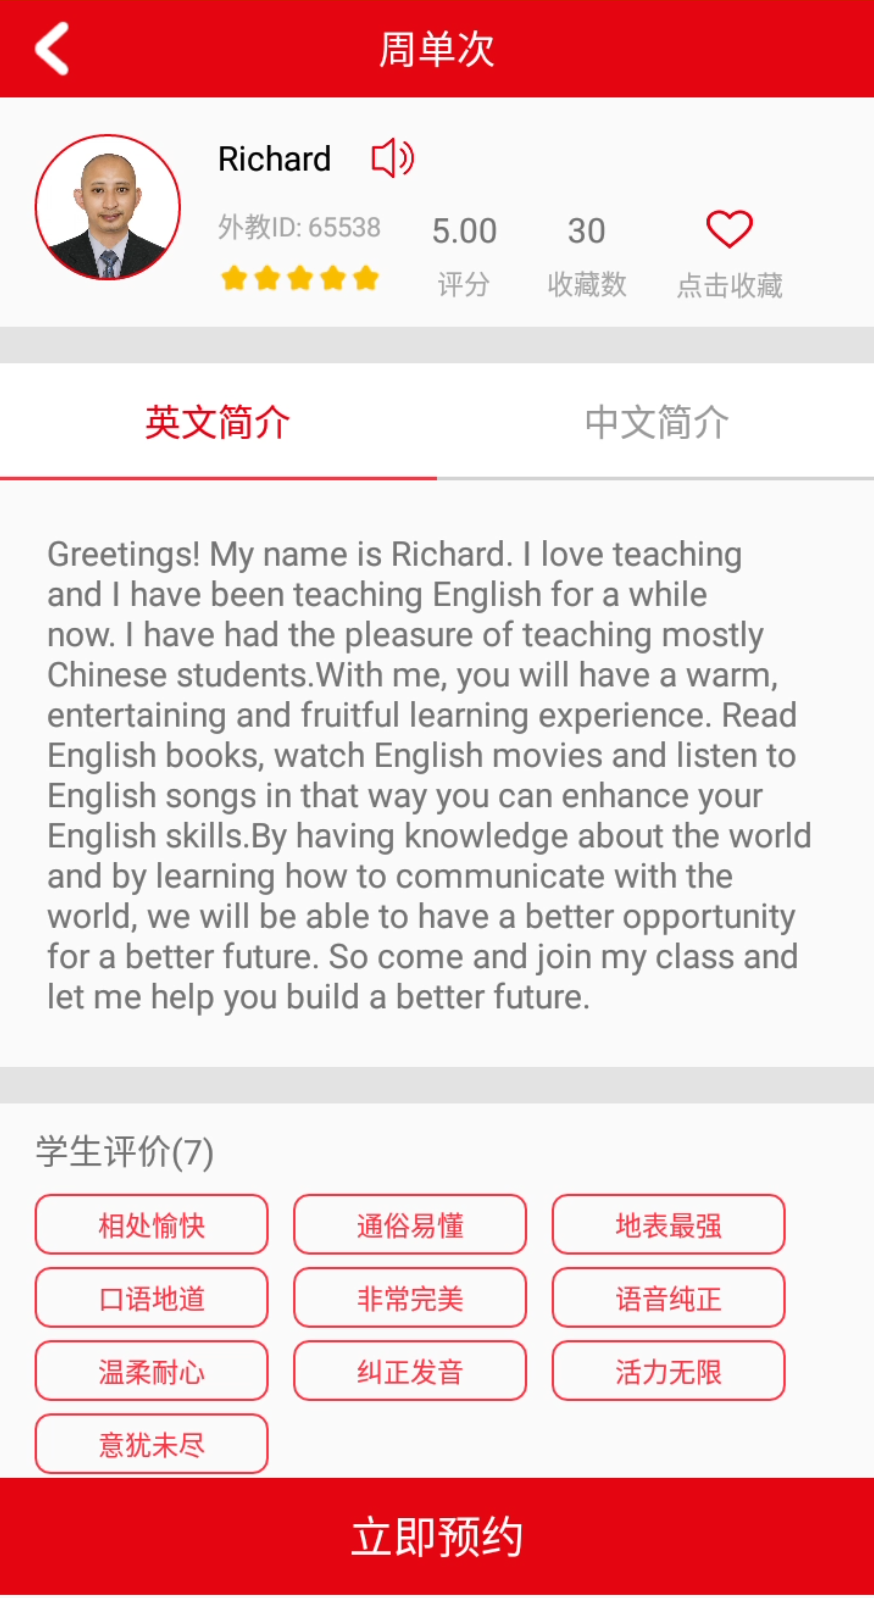 周单次
Richard
外教ID: 65538
5.00
30
评分
收藏数
点击收藏
英文简介
中文简介
Greetings! My name is Richard. I love teaching
and I have been teaching English for a while
now. I have had the pleasure of teaching mostly
Chinese students.With me, you will have a warm,
entertaining and fruitful learning experience. Read
English books, watch English movies and listen to
English songs in that way you can enhance your
English skills.By having knowledge about the world
and by learning how to communicate with the
world, we will be able to have a better opportunity
for a better future. So come and join my class and
let me help you build a better future.
学生评价(7)
相处愉快
通俗易懂
地表最强
口语地道
非常完美
语音纯正
温柔耐心
纠正发音
活力无限
意犹未尽
立即预约